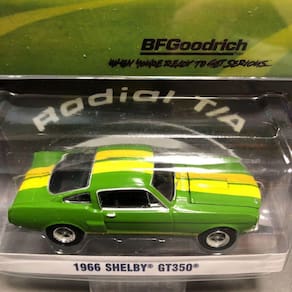 BFGoodrich
WHEN YOU'RE READY TO GET SERIOUS.
Radial T/A
1966 SHELBY® GT350®